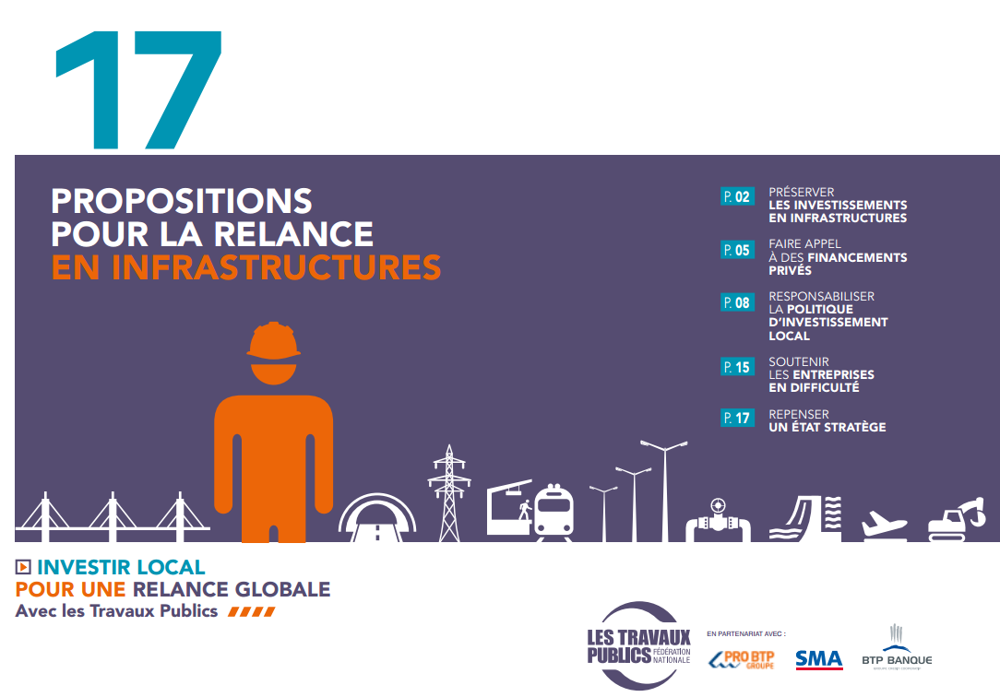 17
PROPOSITIONS
POUR LA RELANCE
EN INFRASTRUCTURES
P. 02
PRÉSERVER
LES INVESTISSEMENTS
EN INFRASTRUCTURES
P. 05
FAIRE APPEL
À DES FINANCEMENTS
PRIVÉS
P. 08
RESPONSABILISER
LA POLITIQUE
D'INVESTISSEMENT
LOCAL
P. 15
SOUTENIR
LES ENTREPRISES
EN DIFFICULTÉ
P. 17
REPENSER
UN ÉTAT STRATÈGE
INVESTIR LOCAL
POUR UNE RELANCE GLOBALE
Avec les Travaux Publics
LES TRAVAUX
PUBLICS FÉDÉRATION
NATIONALE
EN PARTENARIAT AVEC :
PRO BTP
GROUPE
SMA
BTP BANQUE